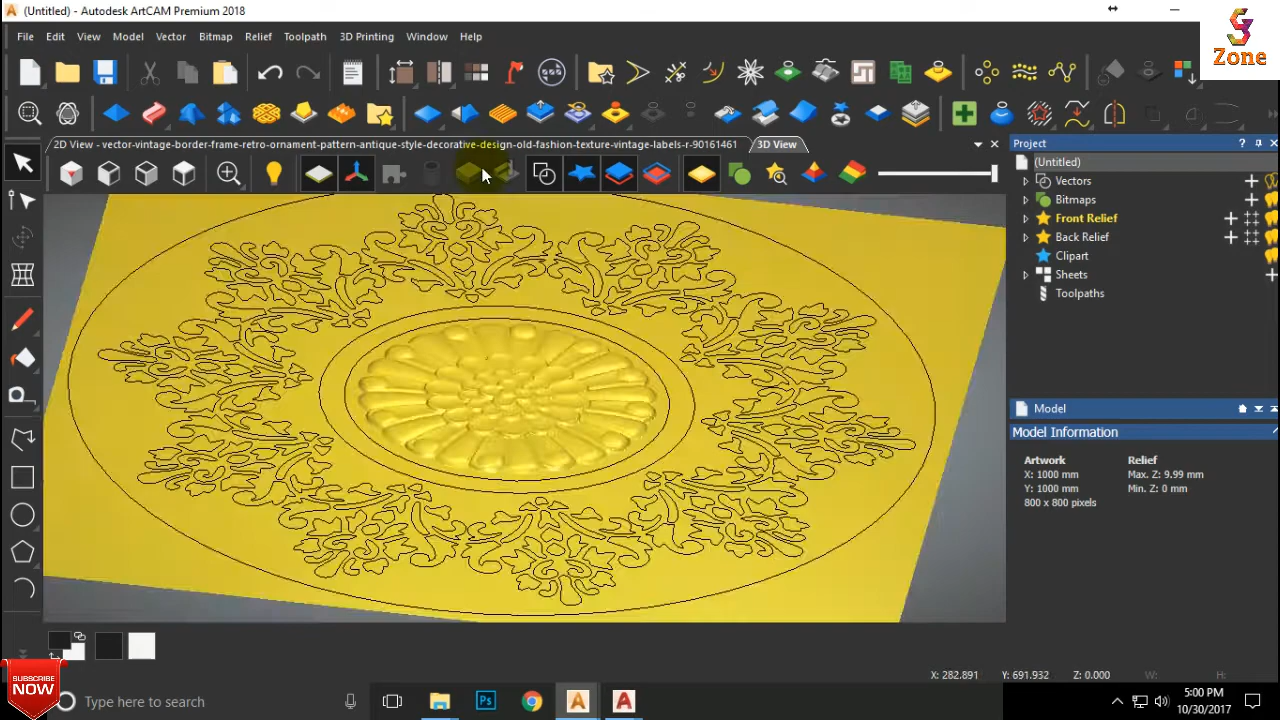 (Untitled) - Autodesk ArtCAM Premium 2018
Zone
File Edit View Model Vector Bitmap Relief Toolpath 3D Printing Window Help
2D View - vector-vintage-border-frame-retro-ornament-pattern-antique-style-decorative-design-old-fashion-texture-vintage-labels-r-90161461
3D View
Project
(Untitled)
Vectors
Bitmaps
Front Relief
Back Relief
Clipart
Sheets
Toolpaths
Model
Model Information
Artwork Relief
X: 1000 mm Max. Z: 9.99 mm
Y: 1000 mm Min. Z: 0 mm
800 x 800 pixels
X: 282.891 Y: 691.932 Z: 0.000 W: H:
SUBSCRIBE
NOW
Type here to search
Ps
5:00 PM
10/30/2017